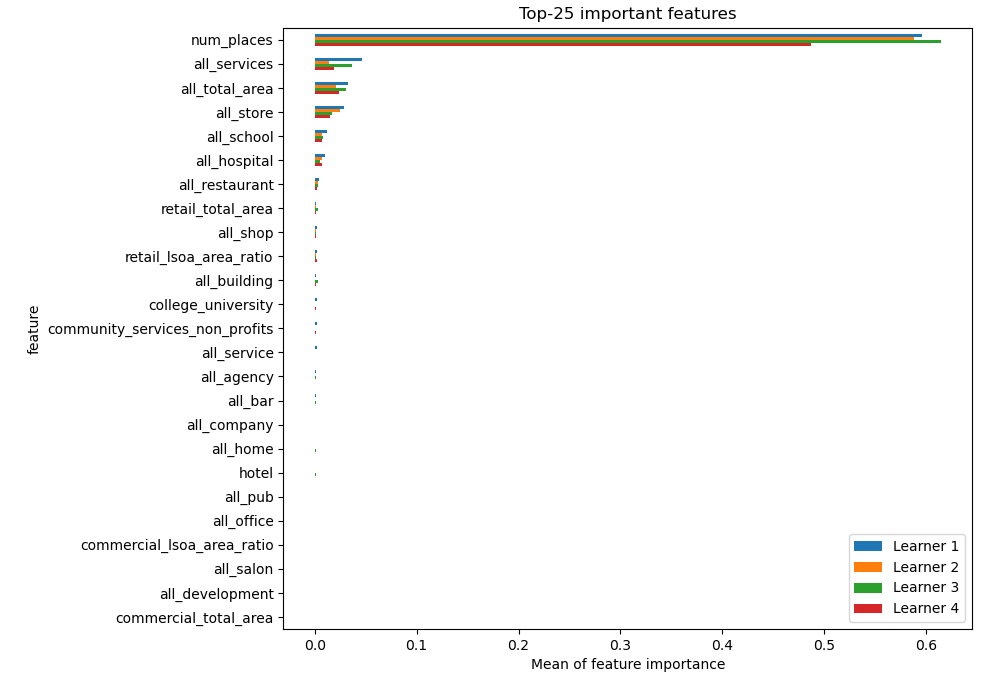 Top-25 important features
feature
num_places
all_services
all_total_area
all_store
all_school
all_hospital
all_restaurant
retail_total_area
all_shop
retail_lsoa_area_ratio
all_building
college_university
community_services_non_profits
all_service
all_agency
all_bar
all_company
all_home
hotel
all_pub
all_office
commercial_lsoa_area_ratio
all_salon
all_development
commercial_total_area
Learner 1
Learner 2
Learner 3
Learner 4
0.0 0.1 0.2 0.3 0.4 0.5 0.6
Mean of feature importance